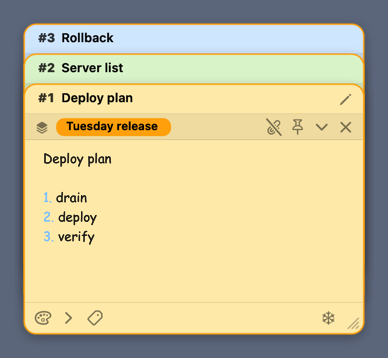 #3 Rollback
#2 Server list
#1 Deploy plan
Tuesday release
Deploy plan
1. drain
2. deploy
3. verify